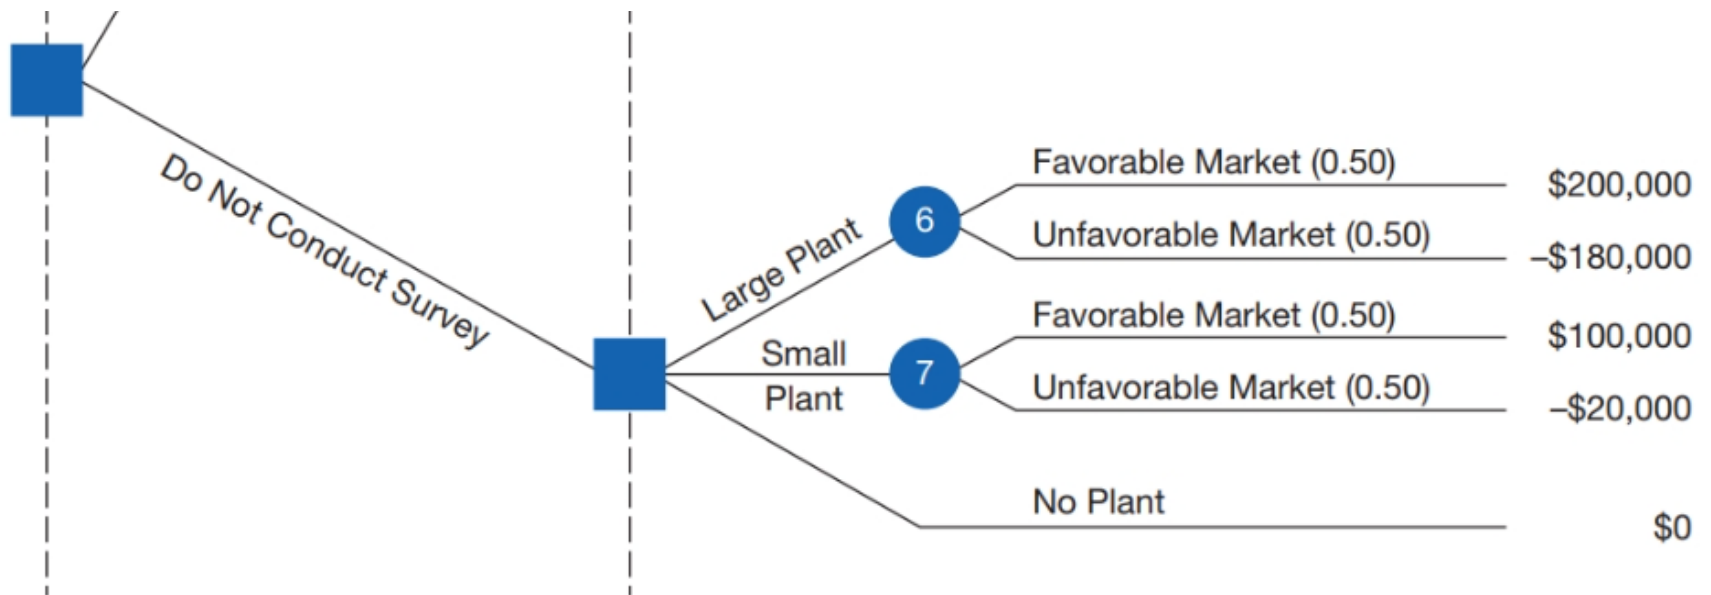 Do Not Conduct Survey
Large Plant
6
Favorable Market (0.50)
$200,000
Unfavorable Market (0.50)
–$180,000
Small
Plant
7
Favorable Market (0.50)
$100,000
Unfavorable Market (0.50)
–$20,000
No Plant
$0